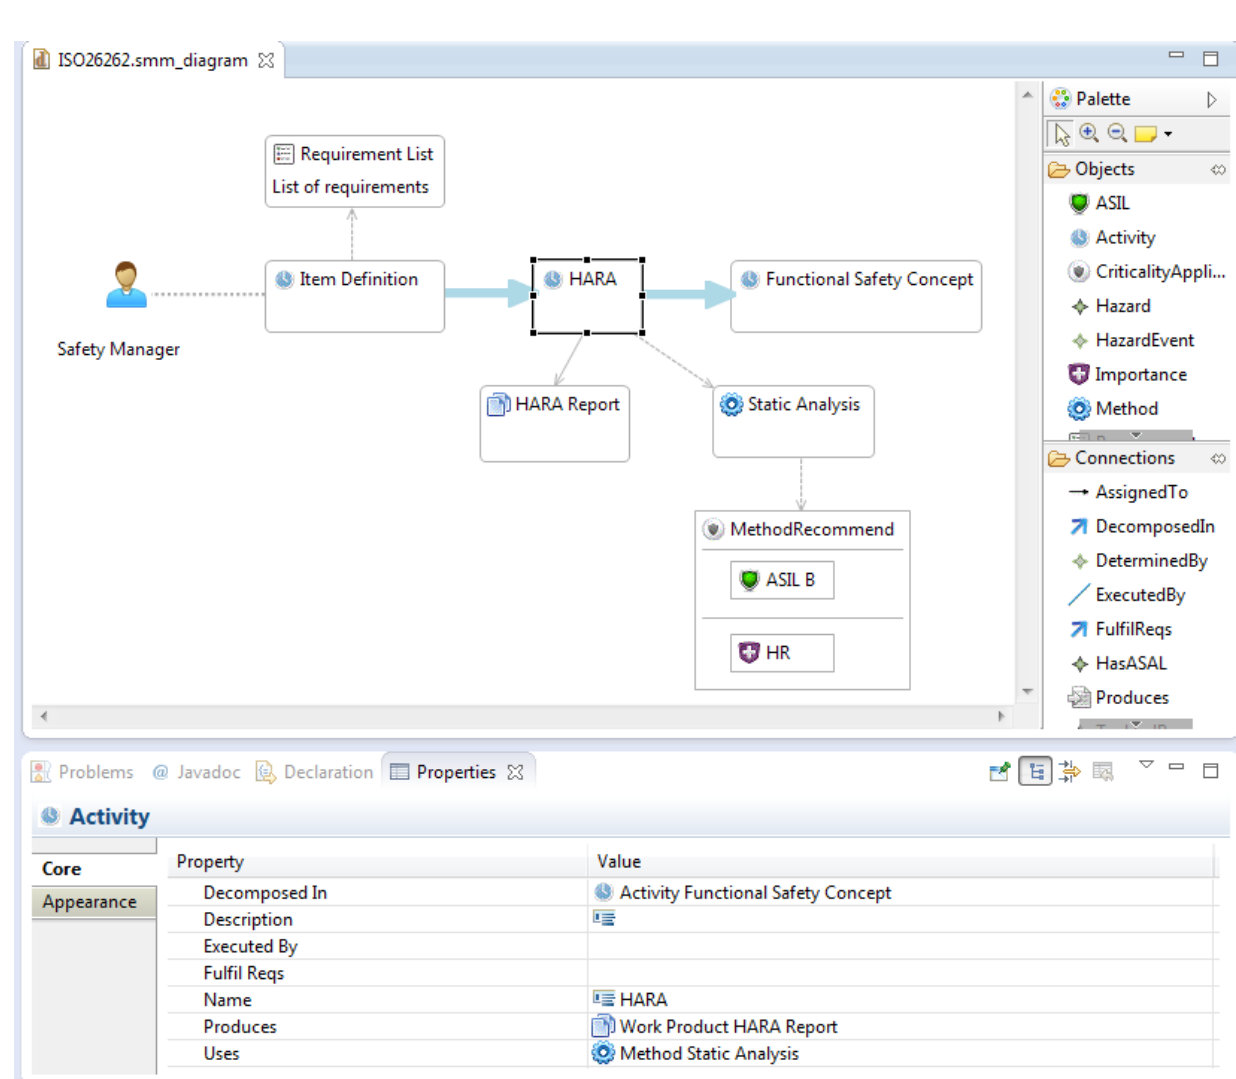 ISO26262.smm_diagram
Requirement List
List of requirements
Item Definition
HARA
Functional Safety Concept
Safety Manager
HARA Report
Static Analysis
MethodRecommend
ASIL B
HR
Palette
Objects
ASIL
Activity
CriticalityAppli...
Hazard
HazardEvent
Importance
Method
Connections
AssignedTo
DecomposedIn
DeterminedBy
ExecutedBy
FulfilReqs
HasASAL
Produces
Problems @ Javadoc Declaration Properties
Activity
Core
Appearance
Property Value
Decomposed In Activity Functional Safety Concept
Description
Executed By
Fulfil Reqs
Name HARA
Produces Work Product HARA Report
Uses Method Static Analysis